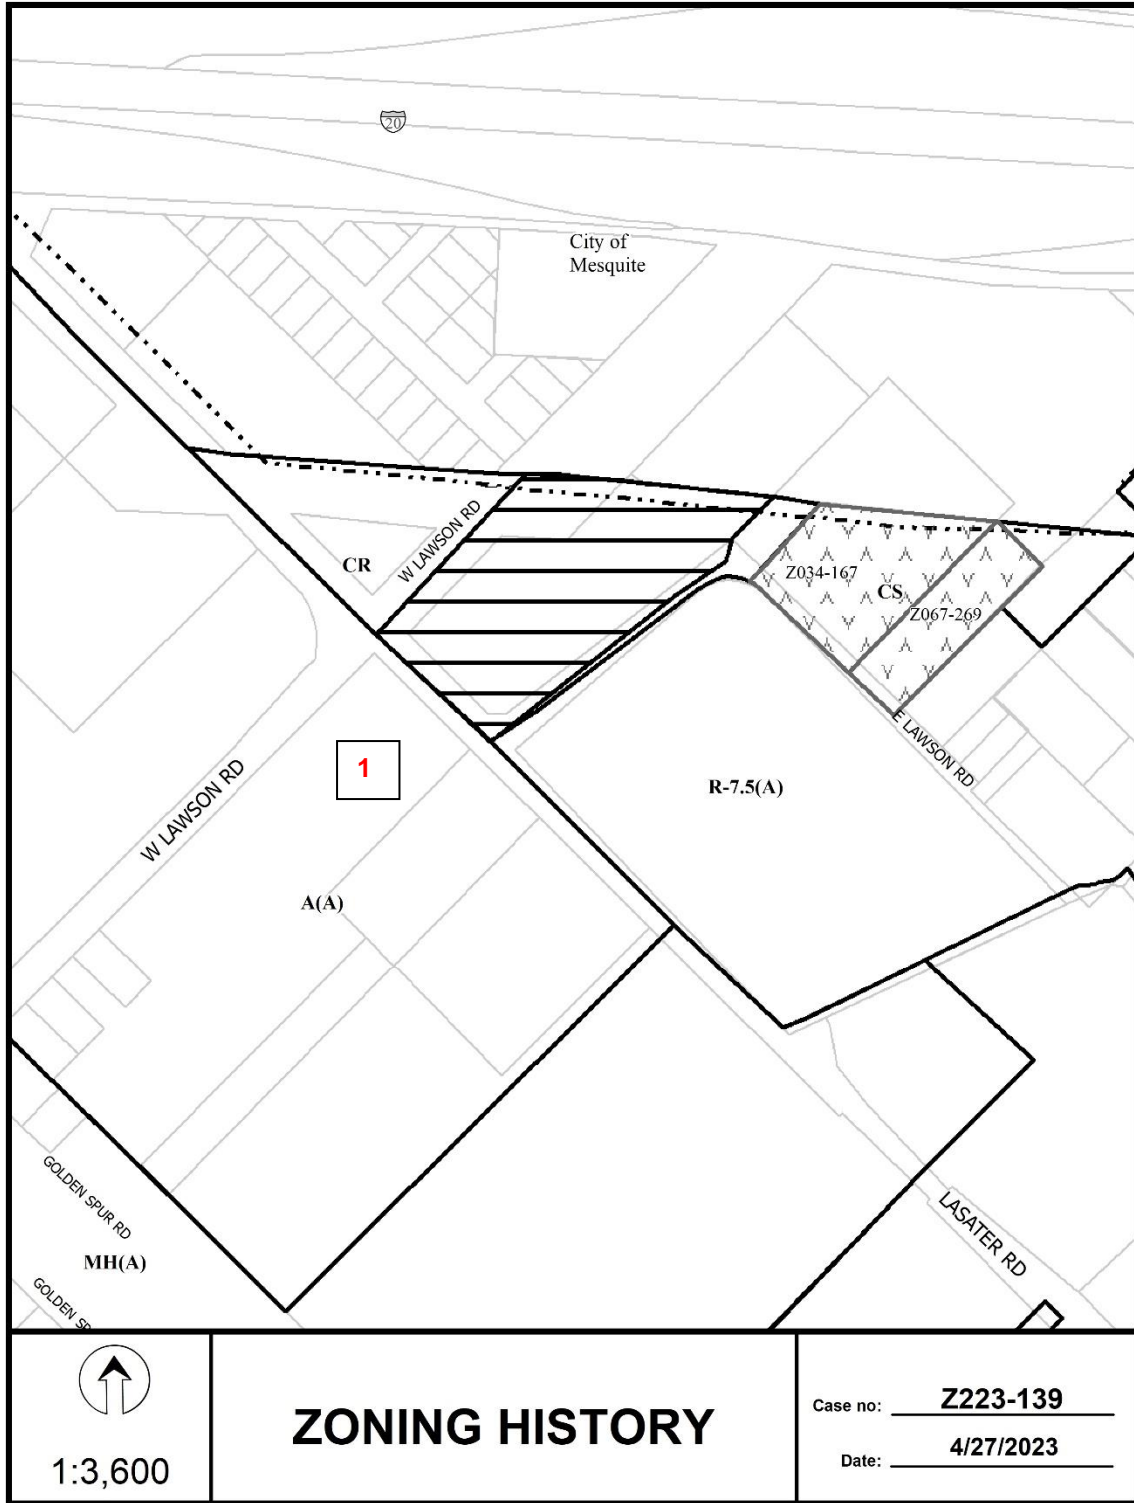 20
City of
Mesquite
W LAWSON RD
CR
Z034-167
CS
Z067-269
E LAWSON RD
1
R-7.5(A)
W LAWSON RD
A(A)
GOLDEN SPUR RD
LASATER RD
MH(A)
GOLDEN SP
1:3,600
ZONING HISTORY
Case no: Z223-139
Date: 4/27/2023